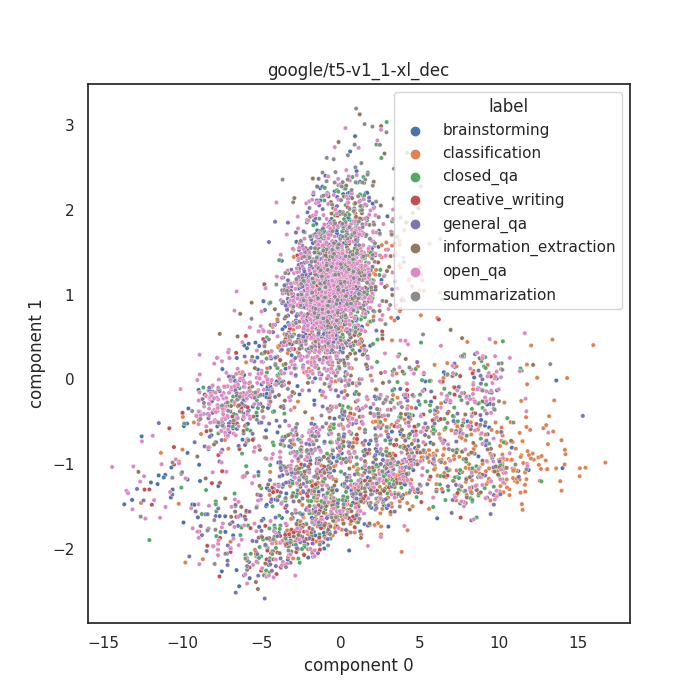 google/t5-v1_1-xl_dec
label
brainstorming
classification
closed_qa
creative_writing
general_qa
information_extraction
open_qa
summarization
3
2
1
0
−1
−2
component 1
−15
−10
−5
0
5
10
15
component 0